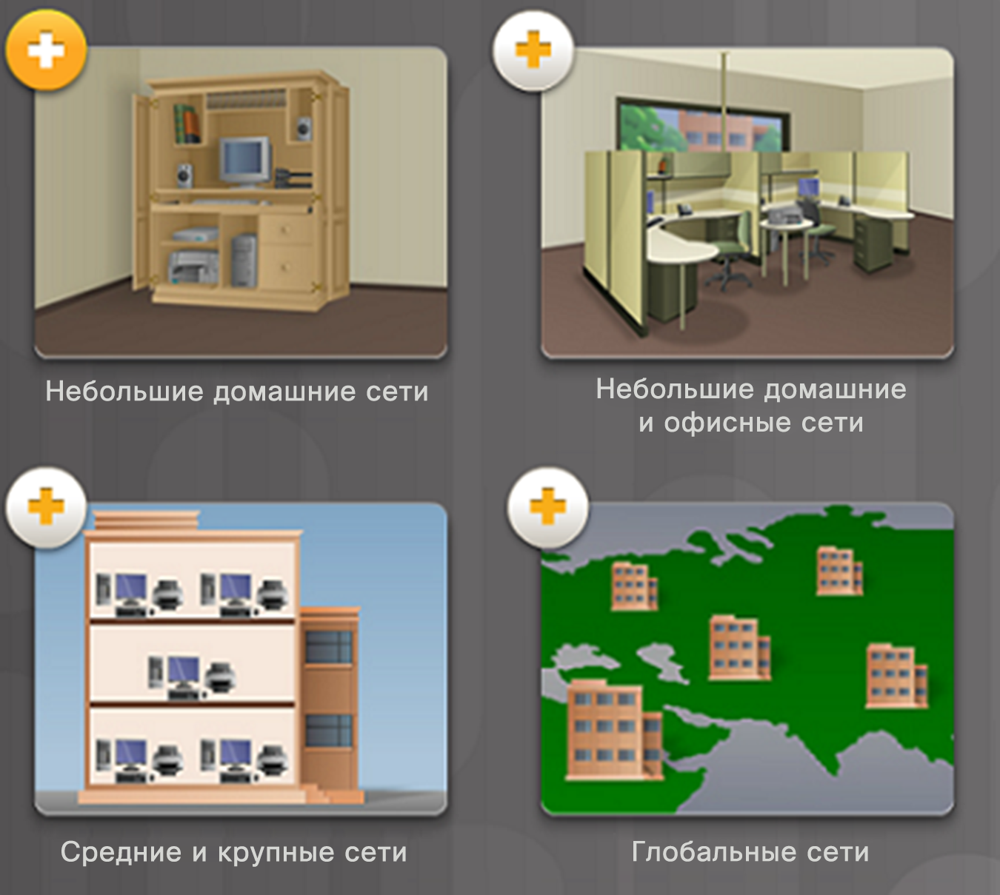 Небольшие домашние сети
Небольшие домашние
и офисные сети
Средние и крупные сети
Глобальные сети